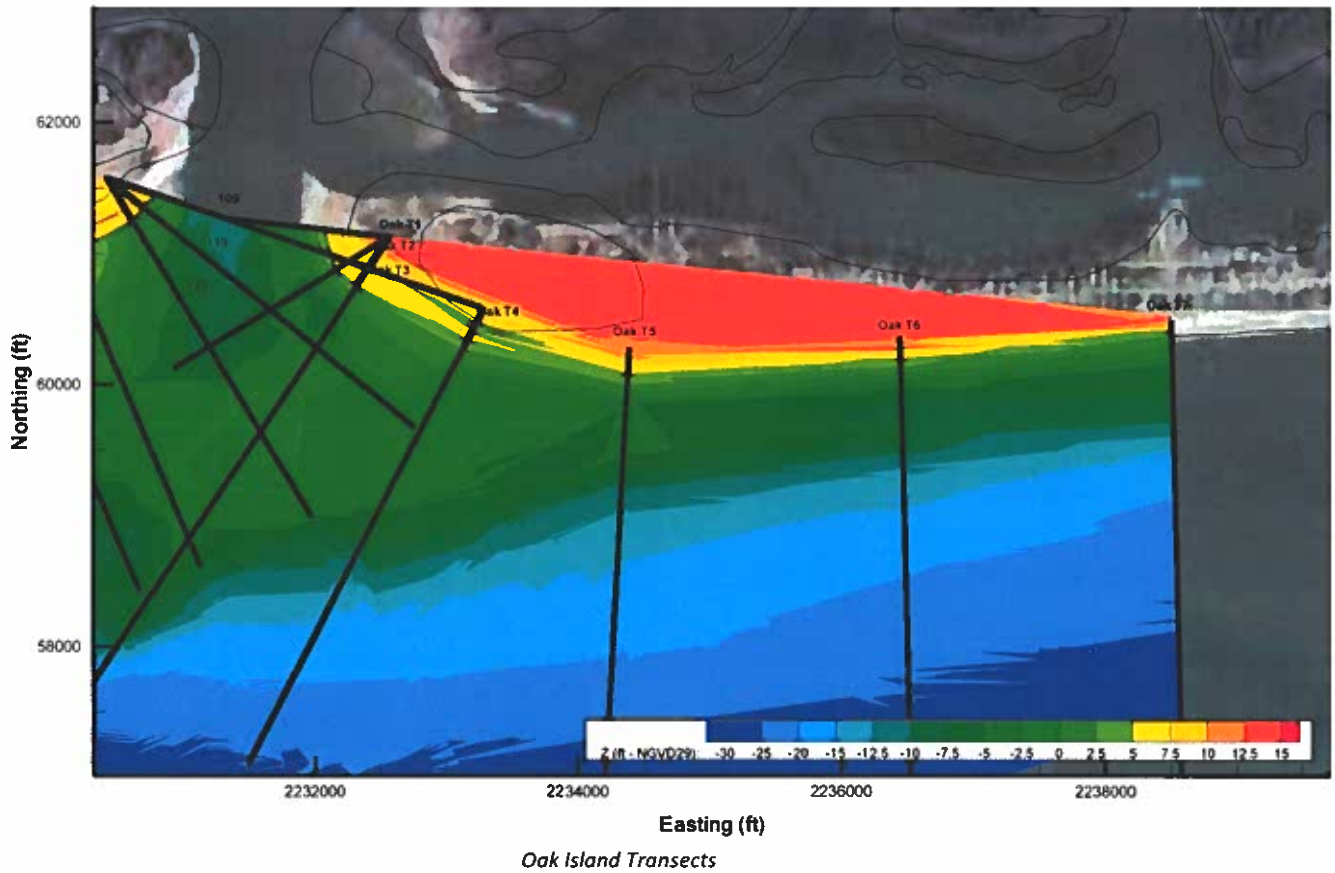 62000
60000
58000
Northing (ft)
109
Oak T1
T2
T3
Oak T4
Oak T5
Oak T6
Z (ft - NGVD29): -30 -25 -20 -15 -12.5 -10 -7.5 -5 -2.5 0 2.5 5 7.5 10 12.5 15
2232000 2234000 2236000 2238000
Easting (ft)
Oak Island Transects